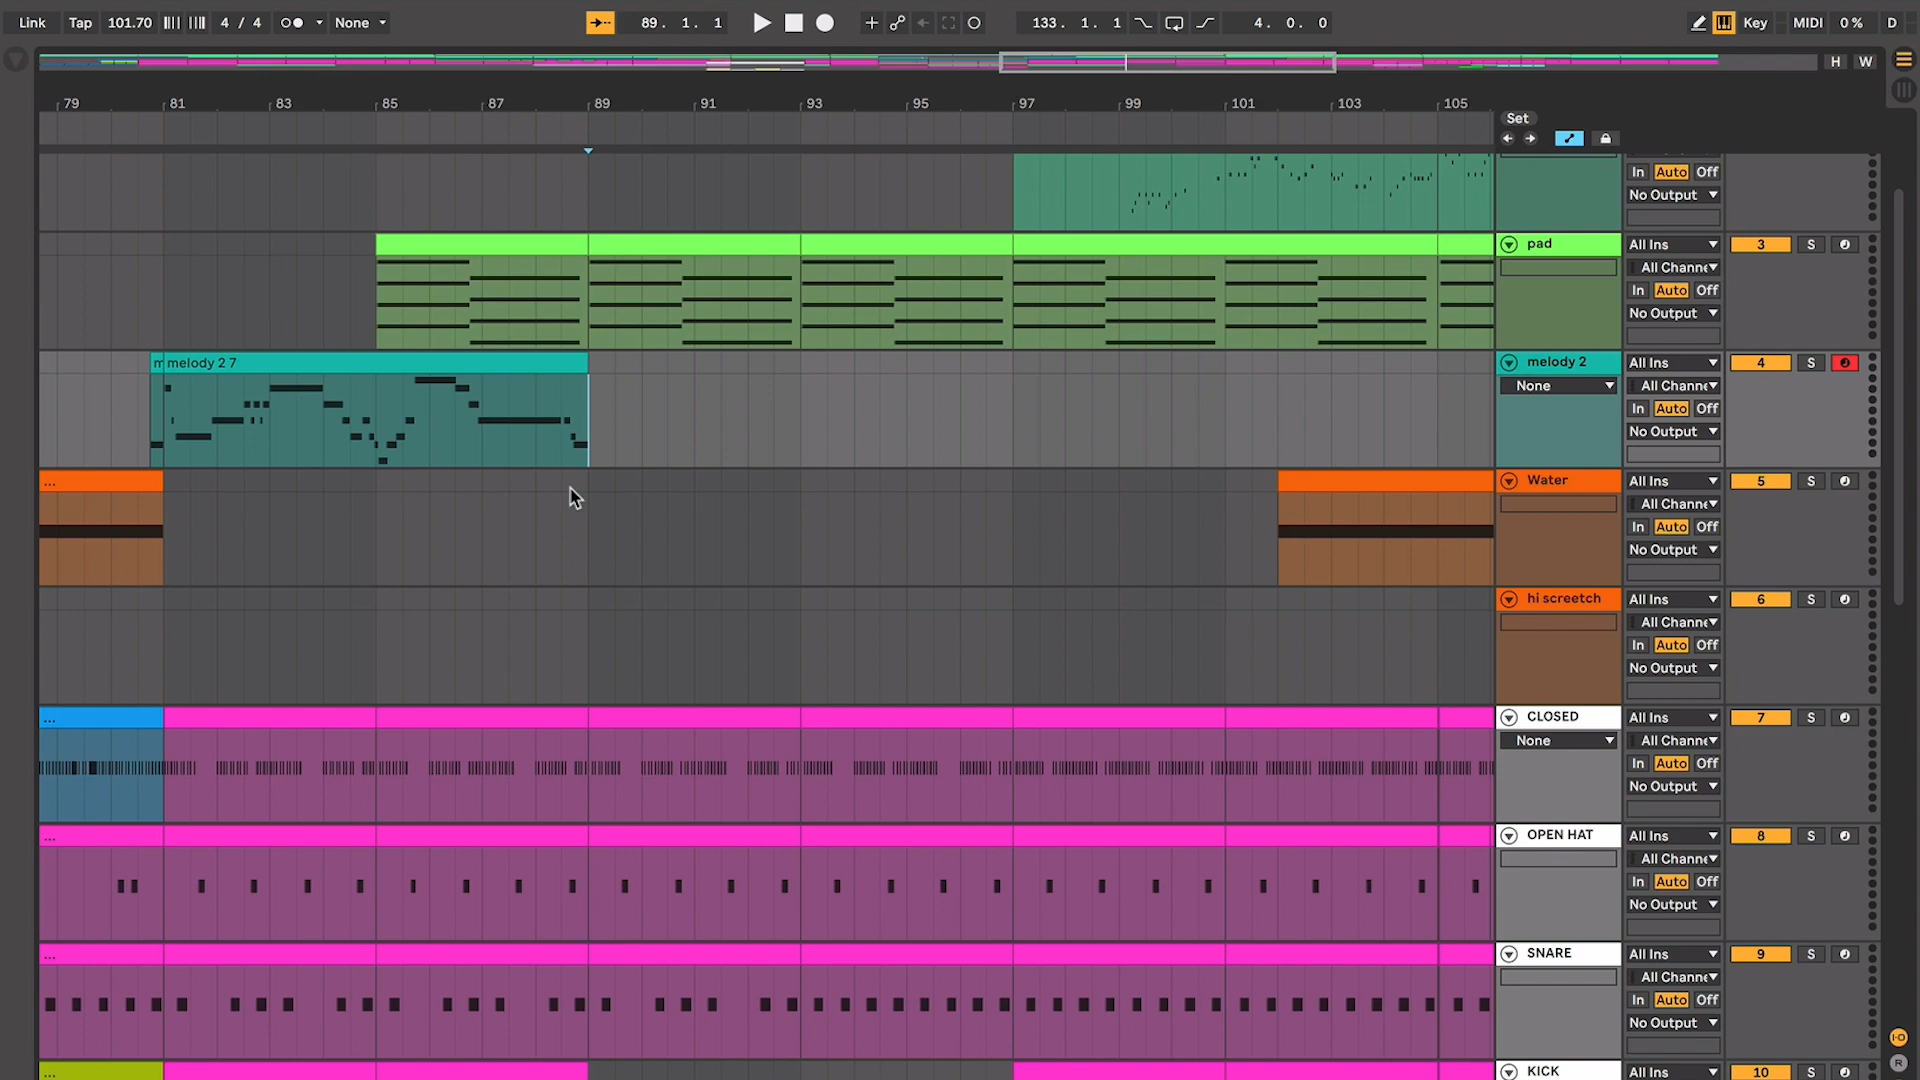 Link Tap 101.70 4 / 4 None 89. 1. 1 133. 1. 1 4. 0. 0 Key MIDI 0 % D
H W
79 81 83 85 87 89 91 93 95 97 99 101 103 105
Set
In Auto Off
No Output
pad All Ins 3 S
All Channe
In Auto Off
No Output
m melody 2 7 melody 2 All Ins 4 S
None All Channe
In Auto Off
No Output
... Water All Ins 5 S
All Channe
In Auto Off
No Output
hi screetch All Ins 6 S
All Channe
In Auto Off
No Output
... CLOSED All Ins 7 S
None All Channe
In Auto Off
No Output
... OPEN HAT All Ins 8 S
All Channe
In Auto Off
No Output
... SNARE All Ins 9 S
All Channe
In Auto Off
No Output
I-O
R
... KICK All Ins 10 S